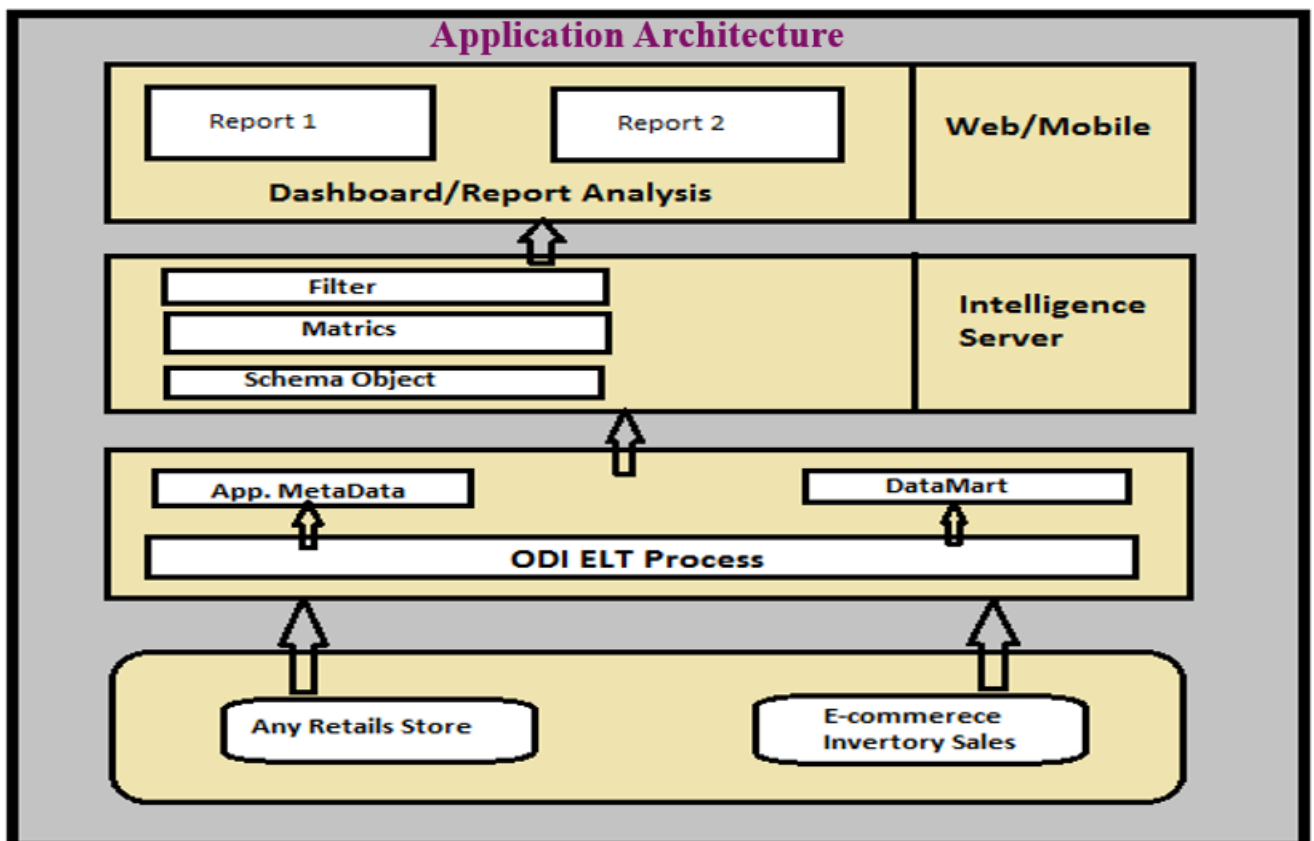 Application Architecture
Report 1
Report 2
Web/Mobile
Dashboard/Report Analysis
Filter
Matrics
Schema Object
Intelligence
Server
App. MetaData
DataMart
ODI ELT Process
Any Retails Store
E-commerece
Invertory Sales